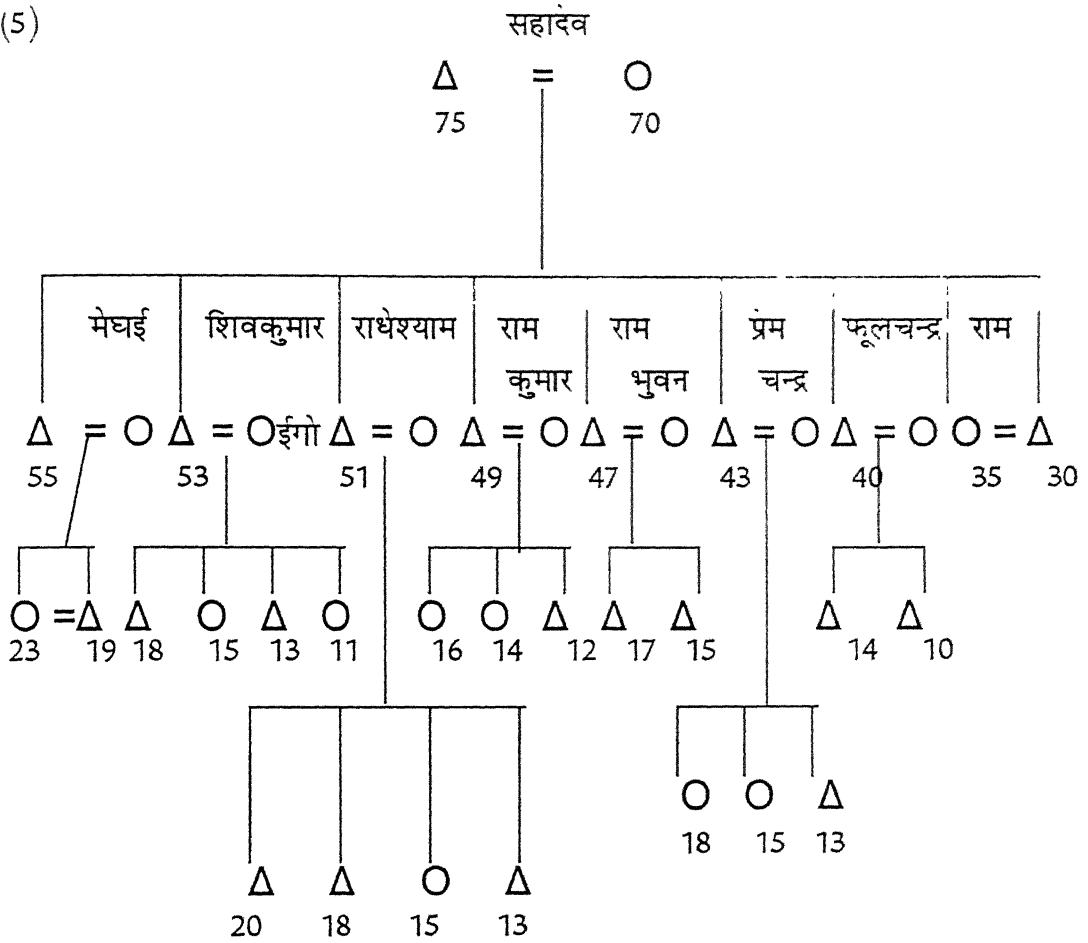 (5)
सहादेव
Δ = O
75 70
मेघई शिवकुमार राधेश्याम राम राम प्रेम फूलचन्द्र राम
कुमार भुवन चन्द्र
Δ = O Δ = O ईगो Δ = O Δ = O Δ = O Δ = O Δ = O O = Δ
55 53 51 49 47 43 40 35 30
O = Δ Δ O Δ O O O Δ Δ Δ Δ Δ
23 19 18 15 13 11 16 14 12 17 15 14 10
O O Δ
18 15 13
Δ Δ O Δ
20 18 15 13